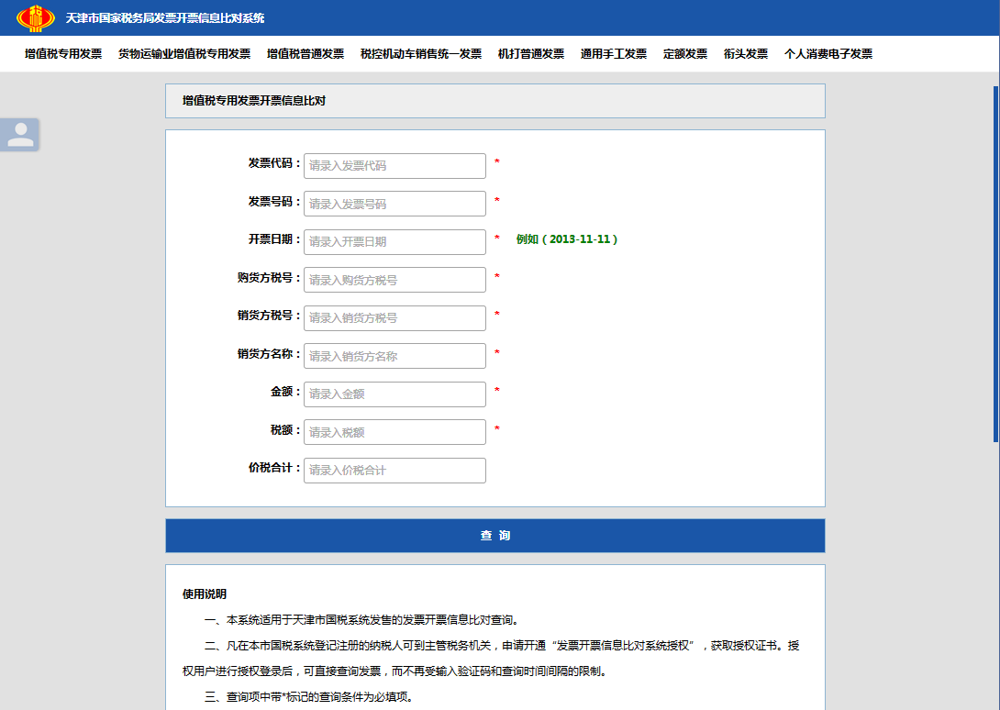 天津市国家税务局发票开票信息比对系统
增值税专用发票 货物运输业增值税专用发票 增值税普通发票 税控机动车销售统一发票 机打普通发票 通用手工发票 定额发票 衔头发票 个人消费电子发票
增值税专用发票开票信息比对
发票代码： 请录入发票代码 *
发票号码： 请录入发票号码 *
开票日期： 请录入开票日期 * 例如（2013-11-11）
购货方税号： 请录入购货方税号 *
销货方税号： 请录入销货方税号 *
销货方名称： 请录入销货方名称 *
金额： 请录入金额 *
税额： 请录入税额 *
价税合计： 请录入价税合计
查 询
使用说明
一、本系统适用于天津市国税系统发售的发票开票信息比对查询。
二、凡在本市国税系统登记注册的纳税人可到主管税务机关，申请开通“发票开票信息比对系统授权”，获取授权证书。授
权用户进行授权登录后，可直接查询发票，而不再受输入验证码和查询时间间隔的限制。
三、查询项中带*标记的查询条件为必填项。